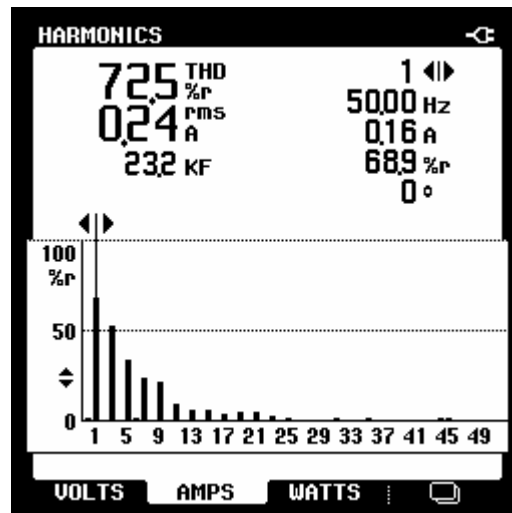 HARMONICS
72,5 THD %r
0,24 rms A
23,2 KF
1
50,00 Hz
0,16 A
68,9 %r
0 °
100
%r
50
0
1 5 9 13 17 21 25 29 33 37 41 45 49
VOLTS AMPS WATTS